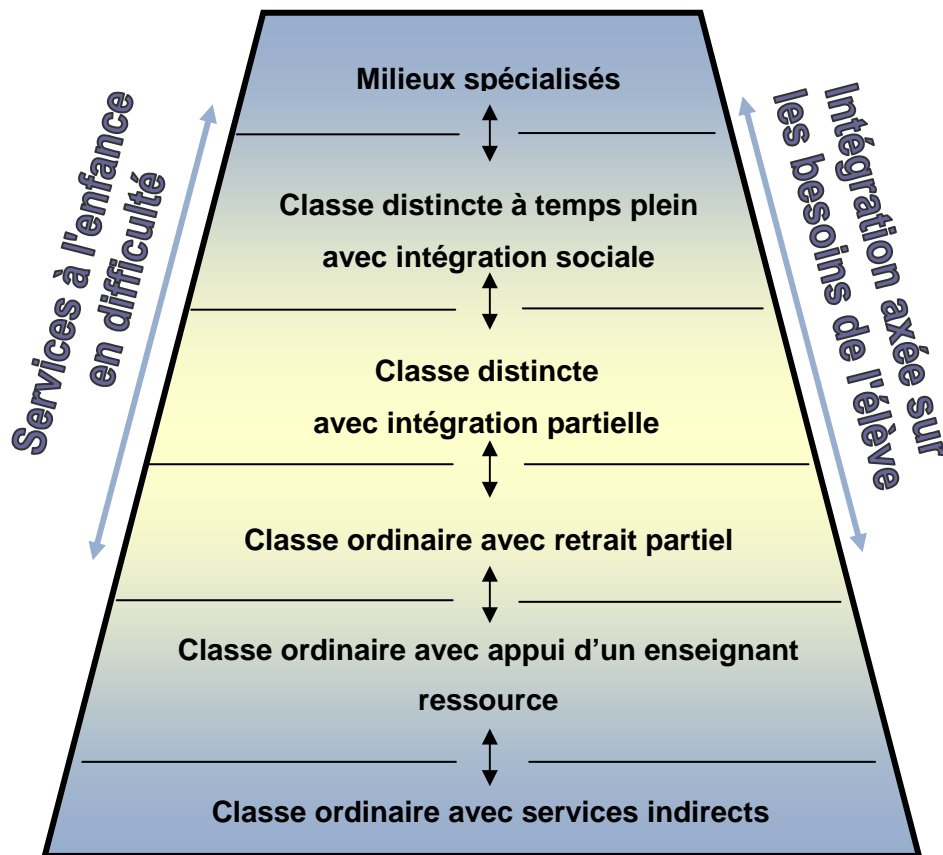 Milieux spécialisés
Classe distincte à temps plein
avec intégration sociale
Classe distincte
avec intégration partielle
Classe ordinaire avec retrait partiel
Classe ordinaire avec appui d’un enseignant
ressource
Classe ordinaire avec services indirects
Services à l'enfance
en difficulté
Intégration axée sur
les besoins de l'élève